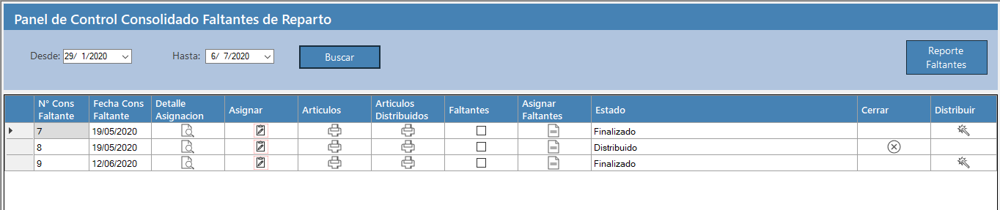 Panel de Control Consolidado Faltantes de Reparto
Desde: 29/ 1/2020 Hasta: 6/ 7/2020 Buscar Reporte
Faltantes
N° Cons Fecha Cons Detalle Asignar Articulos Articulos Faltantes Asignar Estado Cerrar Distribuir
Faltante Faltante Asignacion Distribuidos Faltantes
7 19/05/2020 Finalizado
8 19/05/2020 Distribuido
9 12/06/2020 Finalizado